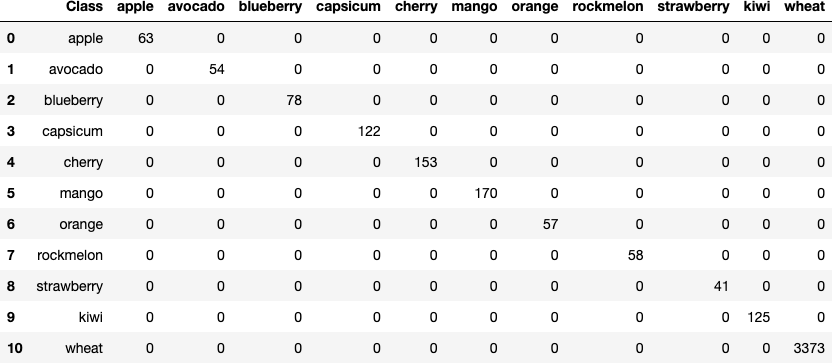 Class apple avocado blueberry capsicum cherry mango orange rockmelon strawberry kiwi wheat
0 apple 63 0 0 0 0 0 0 0 0 0 0
1 avocado 0 54 0 0 0 0 0 0 0 0 0
2 blueberry 0 0 78 0 0 0 0 0 0 0 0
3 capsicum 0 0 0 122 0 0 0 0 0 0 0
4 cherry 0 0 0 0 153 0 0 0 0 0 0
5 mango 0 0 0 0 0 170 0 0 0 0 0
6 orange 0 0 0 0 0 0 57 0 0 0 0
7 rockmelon 0 0 0 0 0 0 0 58 0 0 0
8 strawberry 0 0 0 0 0 0 0 0 41 0 0
9 kiwi 0 0 0 0 0 0 0 0 0 125 0
10 wheat 0 0 0 0 0 0 0 0 0 0 3373